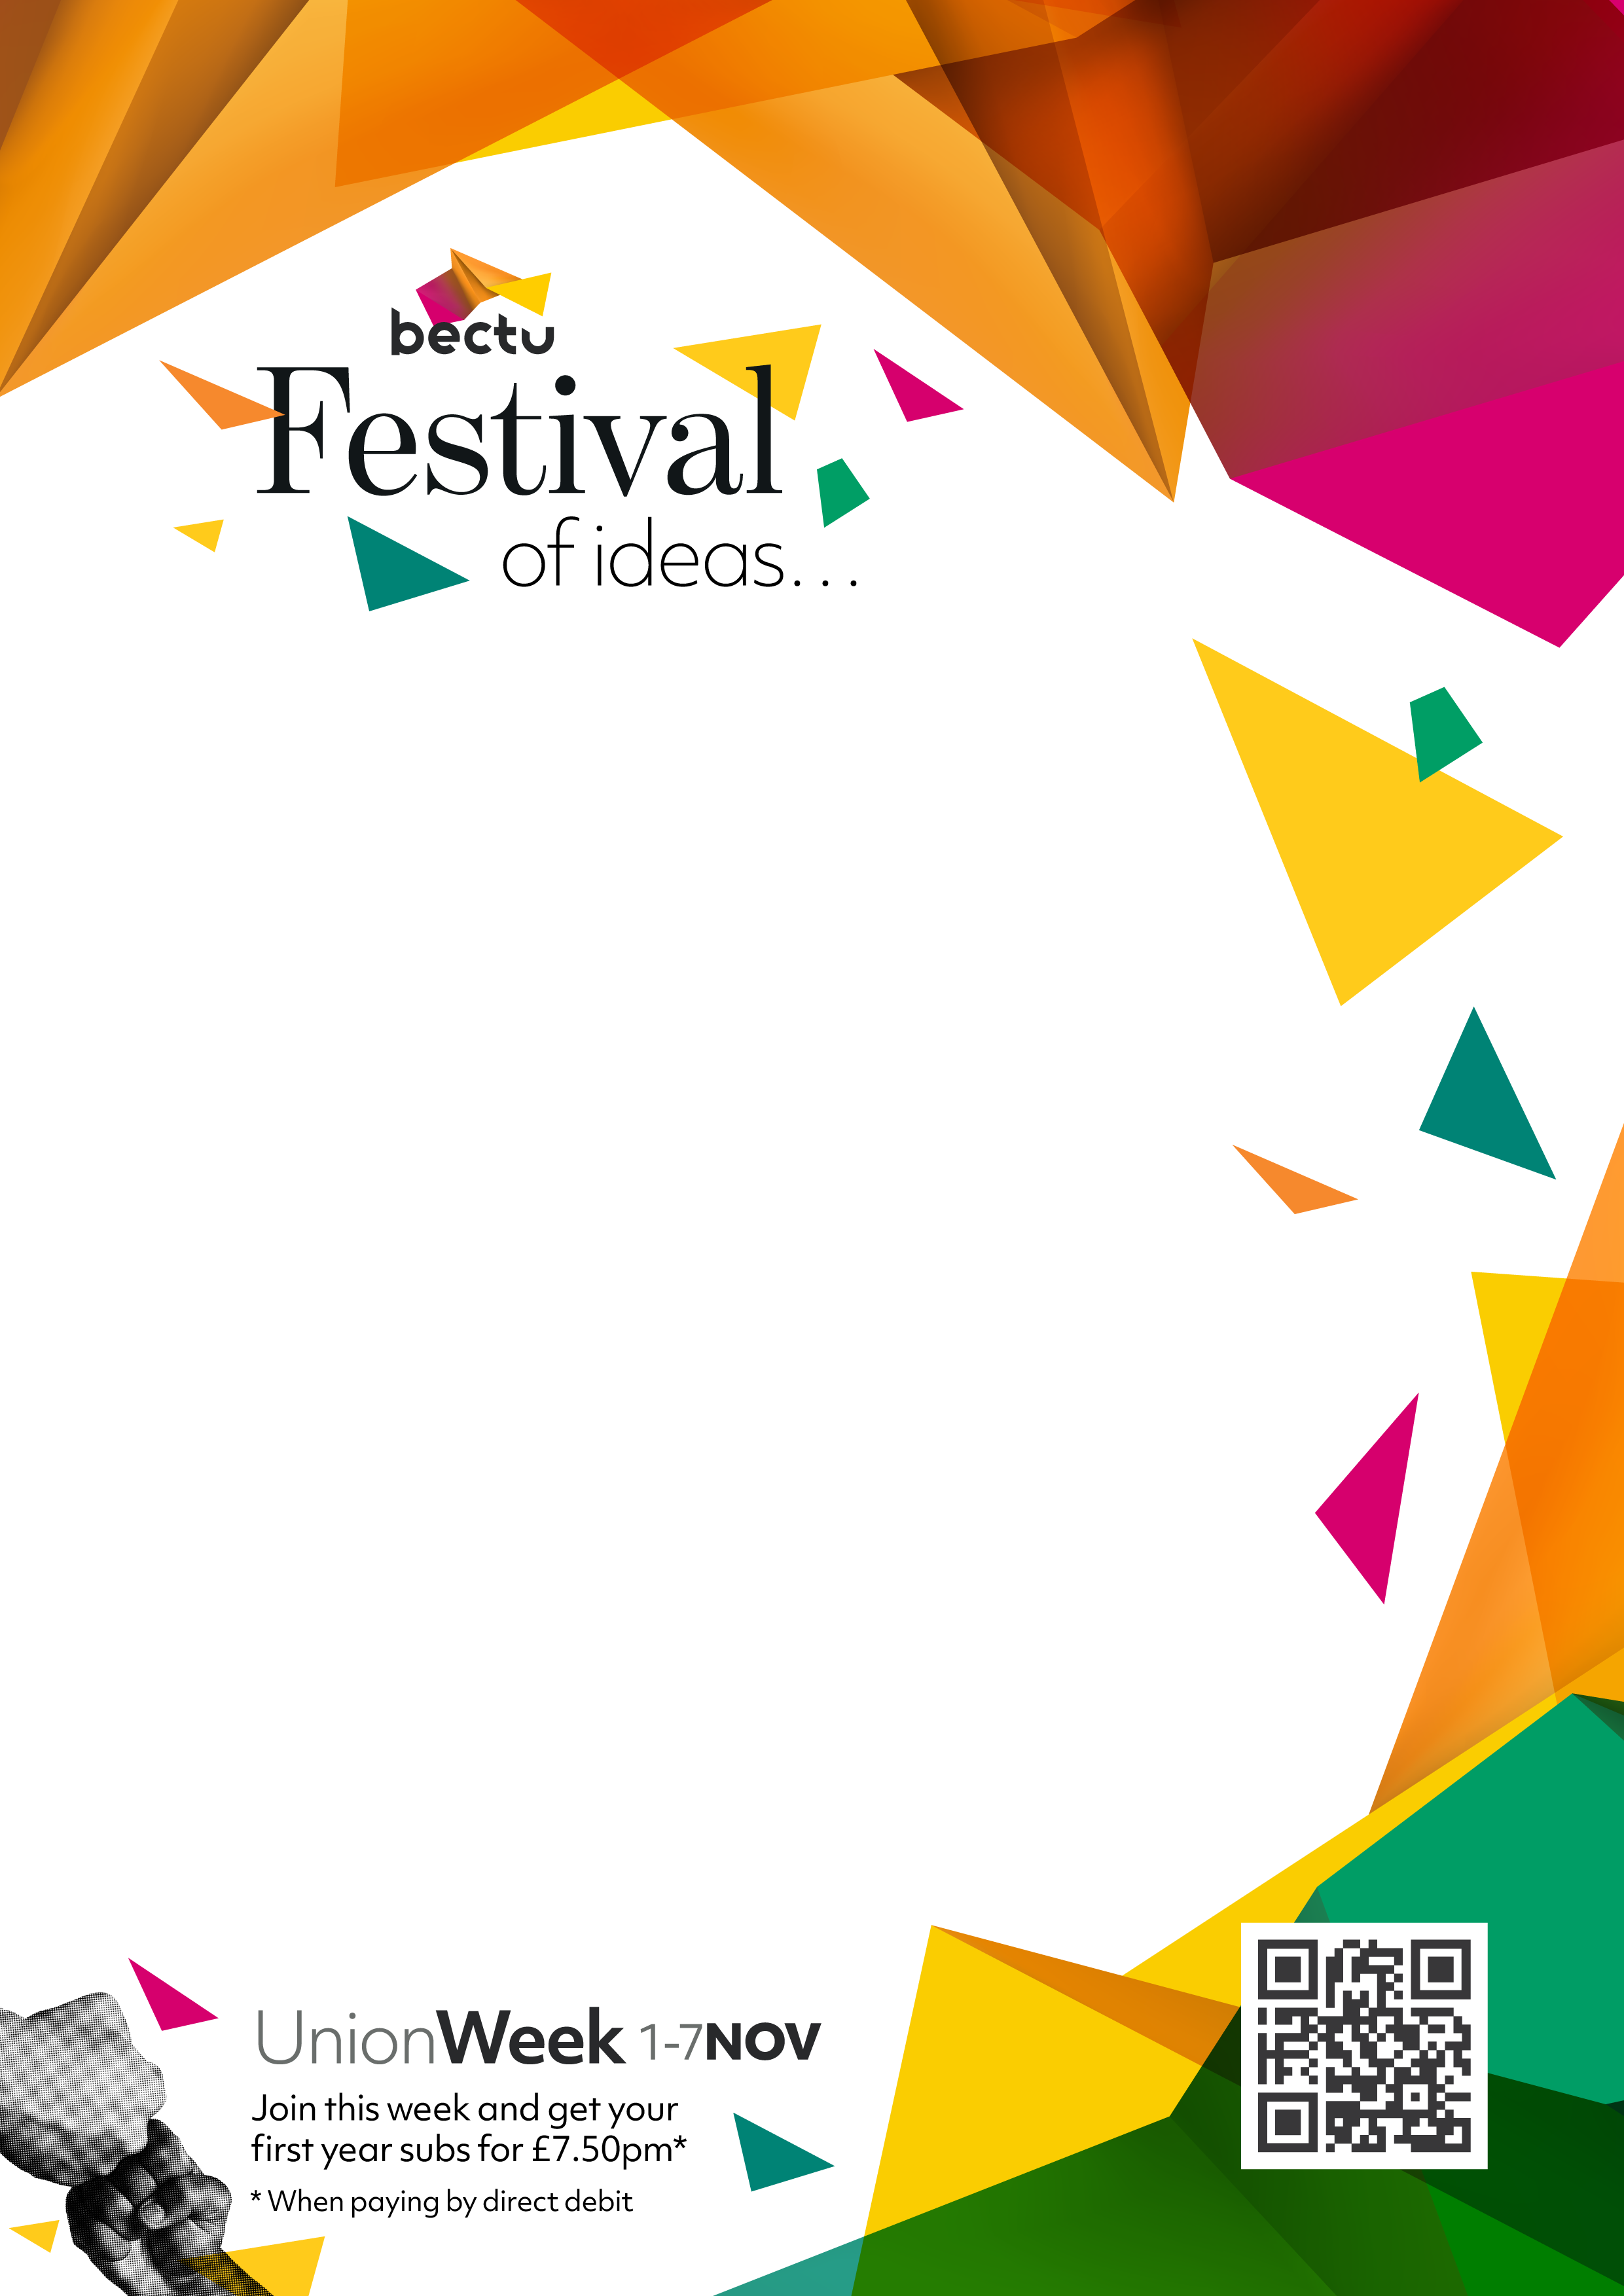 bectu
Festival
of ideas...
UnionWeek 1-7NOV
Join this week and get your
first year subs for £7.50pm*
* When paying by direct debit